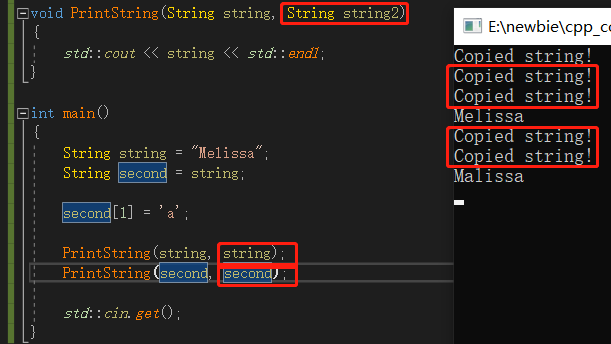 void PrintString(String string, String string2)
{
    std::cout << string << std::endl;
}
int main()
{
    String string = "Melissa";
    String second = string;
    second[1] = 'a';
    PrintString(string, string);
    PrintString(second, second);
    std::cin.get();
}
E:\newbie\cpp_co
Copied string!
Copied string!
Copied string!
Melissa
Copied string!
Copied string!
Malissa